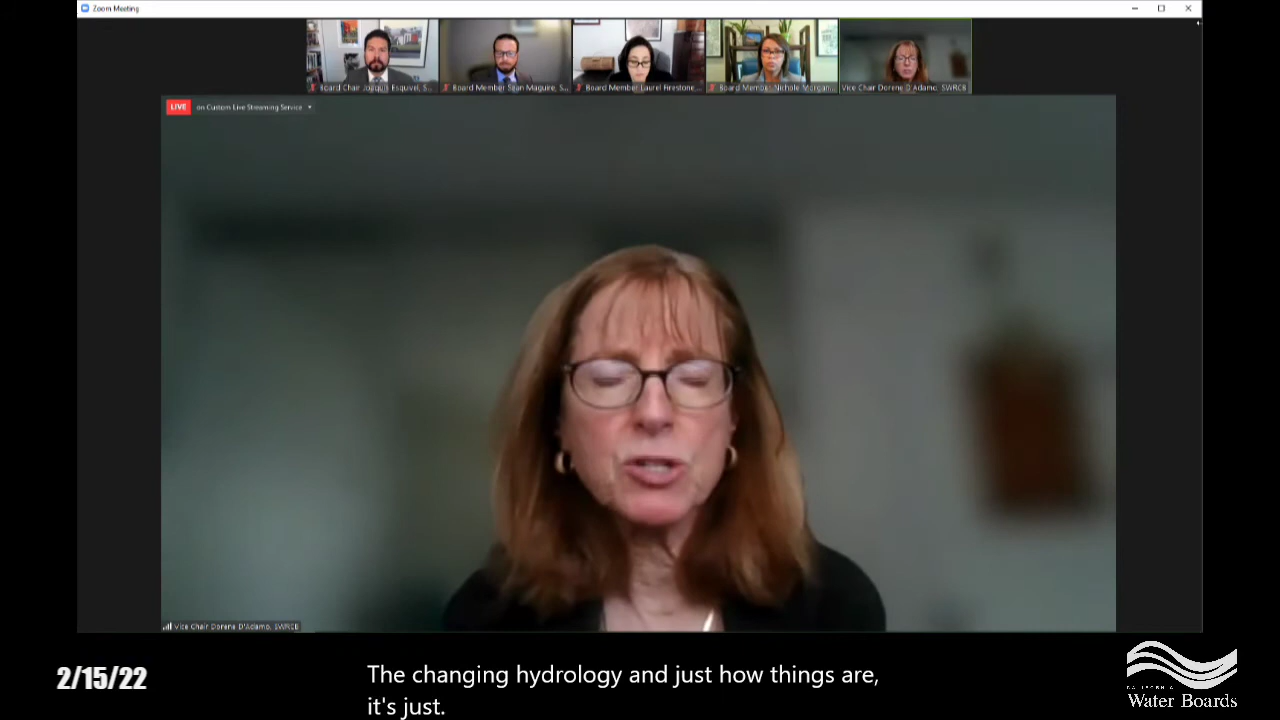 Zoom Meeting
Board Chair Joaquin Esquivel, S...
Board Member Sean Maguire, S...
Board Member Laurel Firestone,...
Board Member Nichole Morgan...
Vice Chair Dorene D'Adamo, SWRCB
LIVE on Custom Live Streaming Service
Vice Chair Dorene D'Adamo, SWRCB
2/15/22
The changing hydrology and just how things are,
it's just.
CALIFORNIA
Water Boards